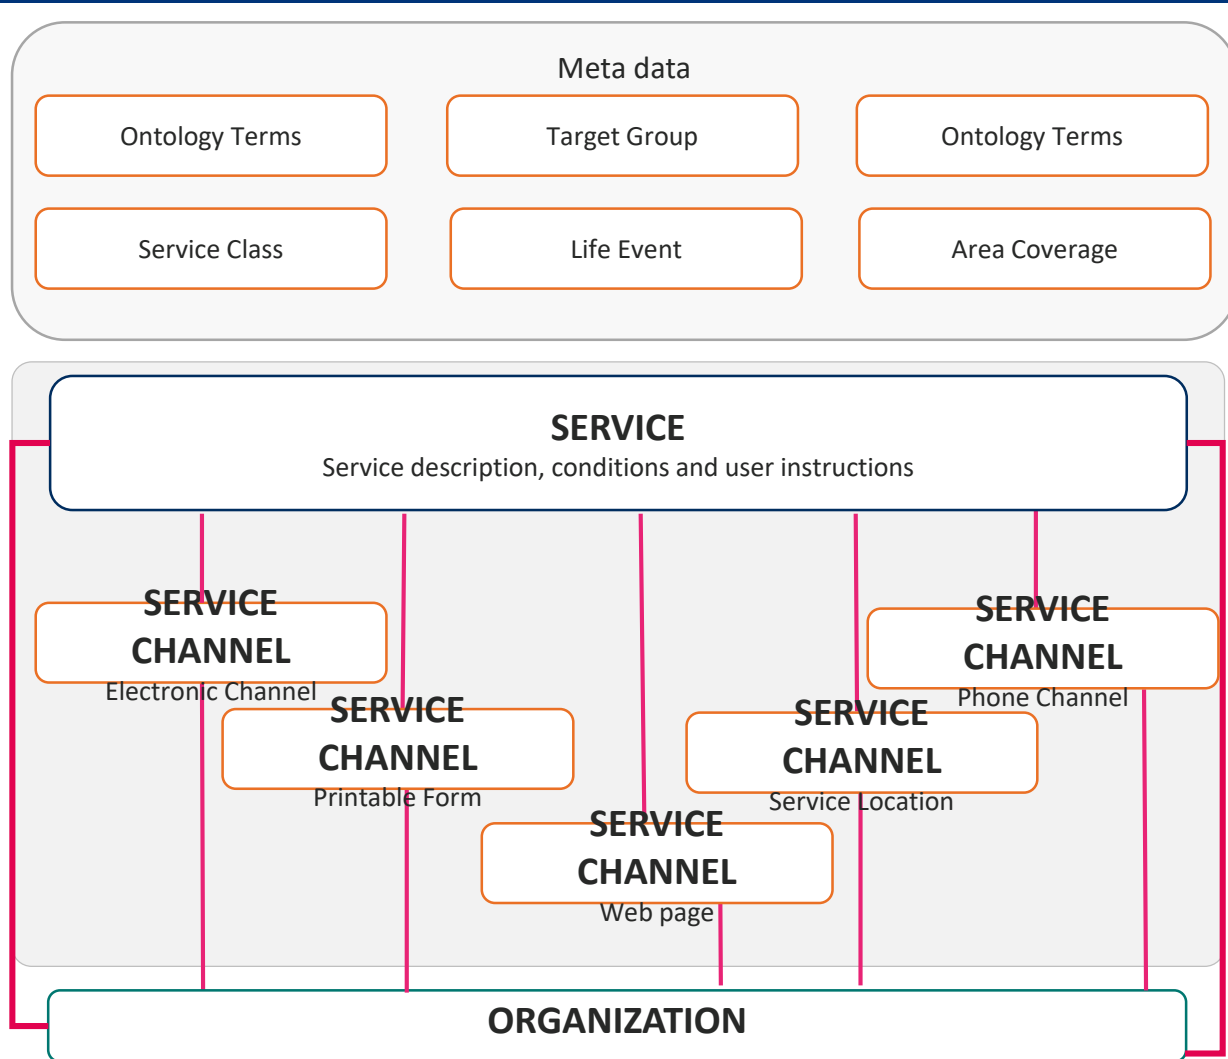 Meta data
Ontology Terms
Target Group
Ontology Terms
Service Class
Life Event
Area Coverage
SERVICE
Service description, conditions and user instructions
SERVICE
CHANNEL
Electronic Channel
SERVICE
CHANNEL
Printable Form
SERVICE
CHANNEL
Web page
SERVICE
CHANNEL
Service Location
SERVICE
CHANNEL
Phone Channel
ORGANIZATION